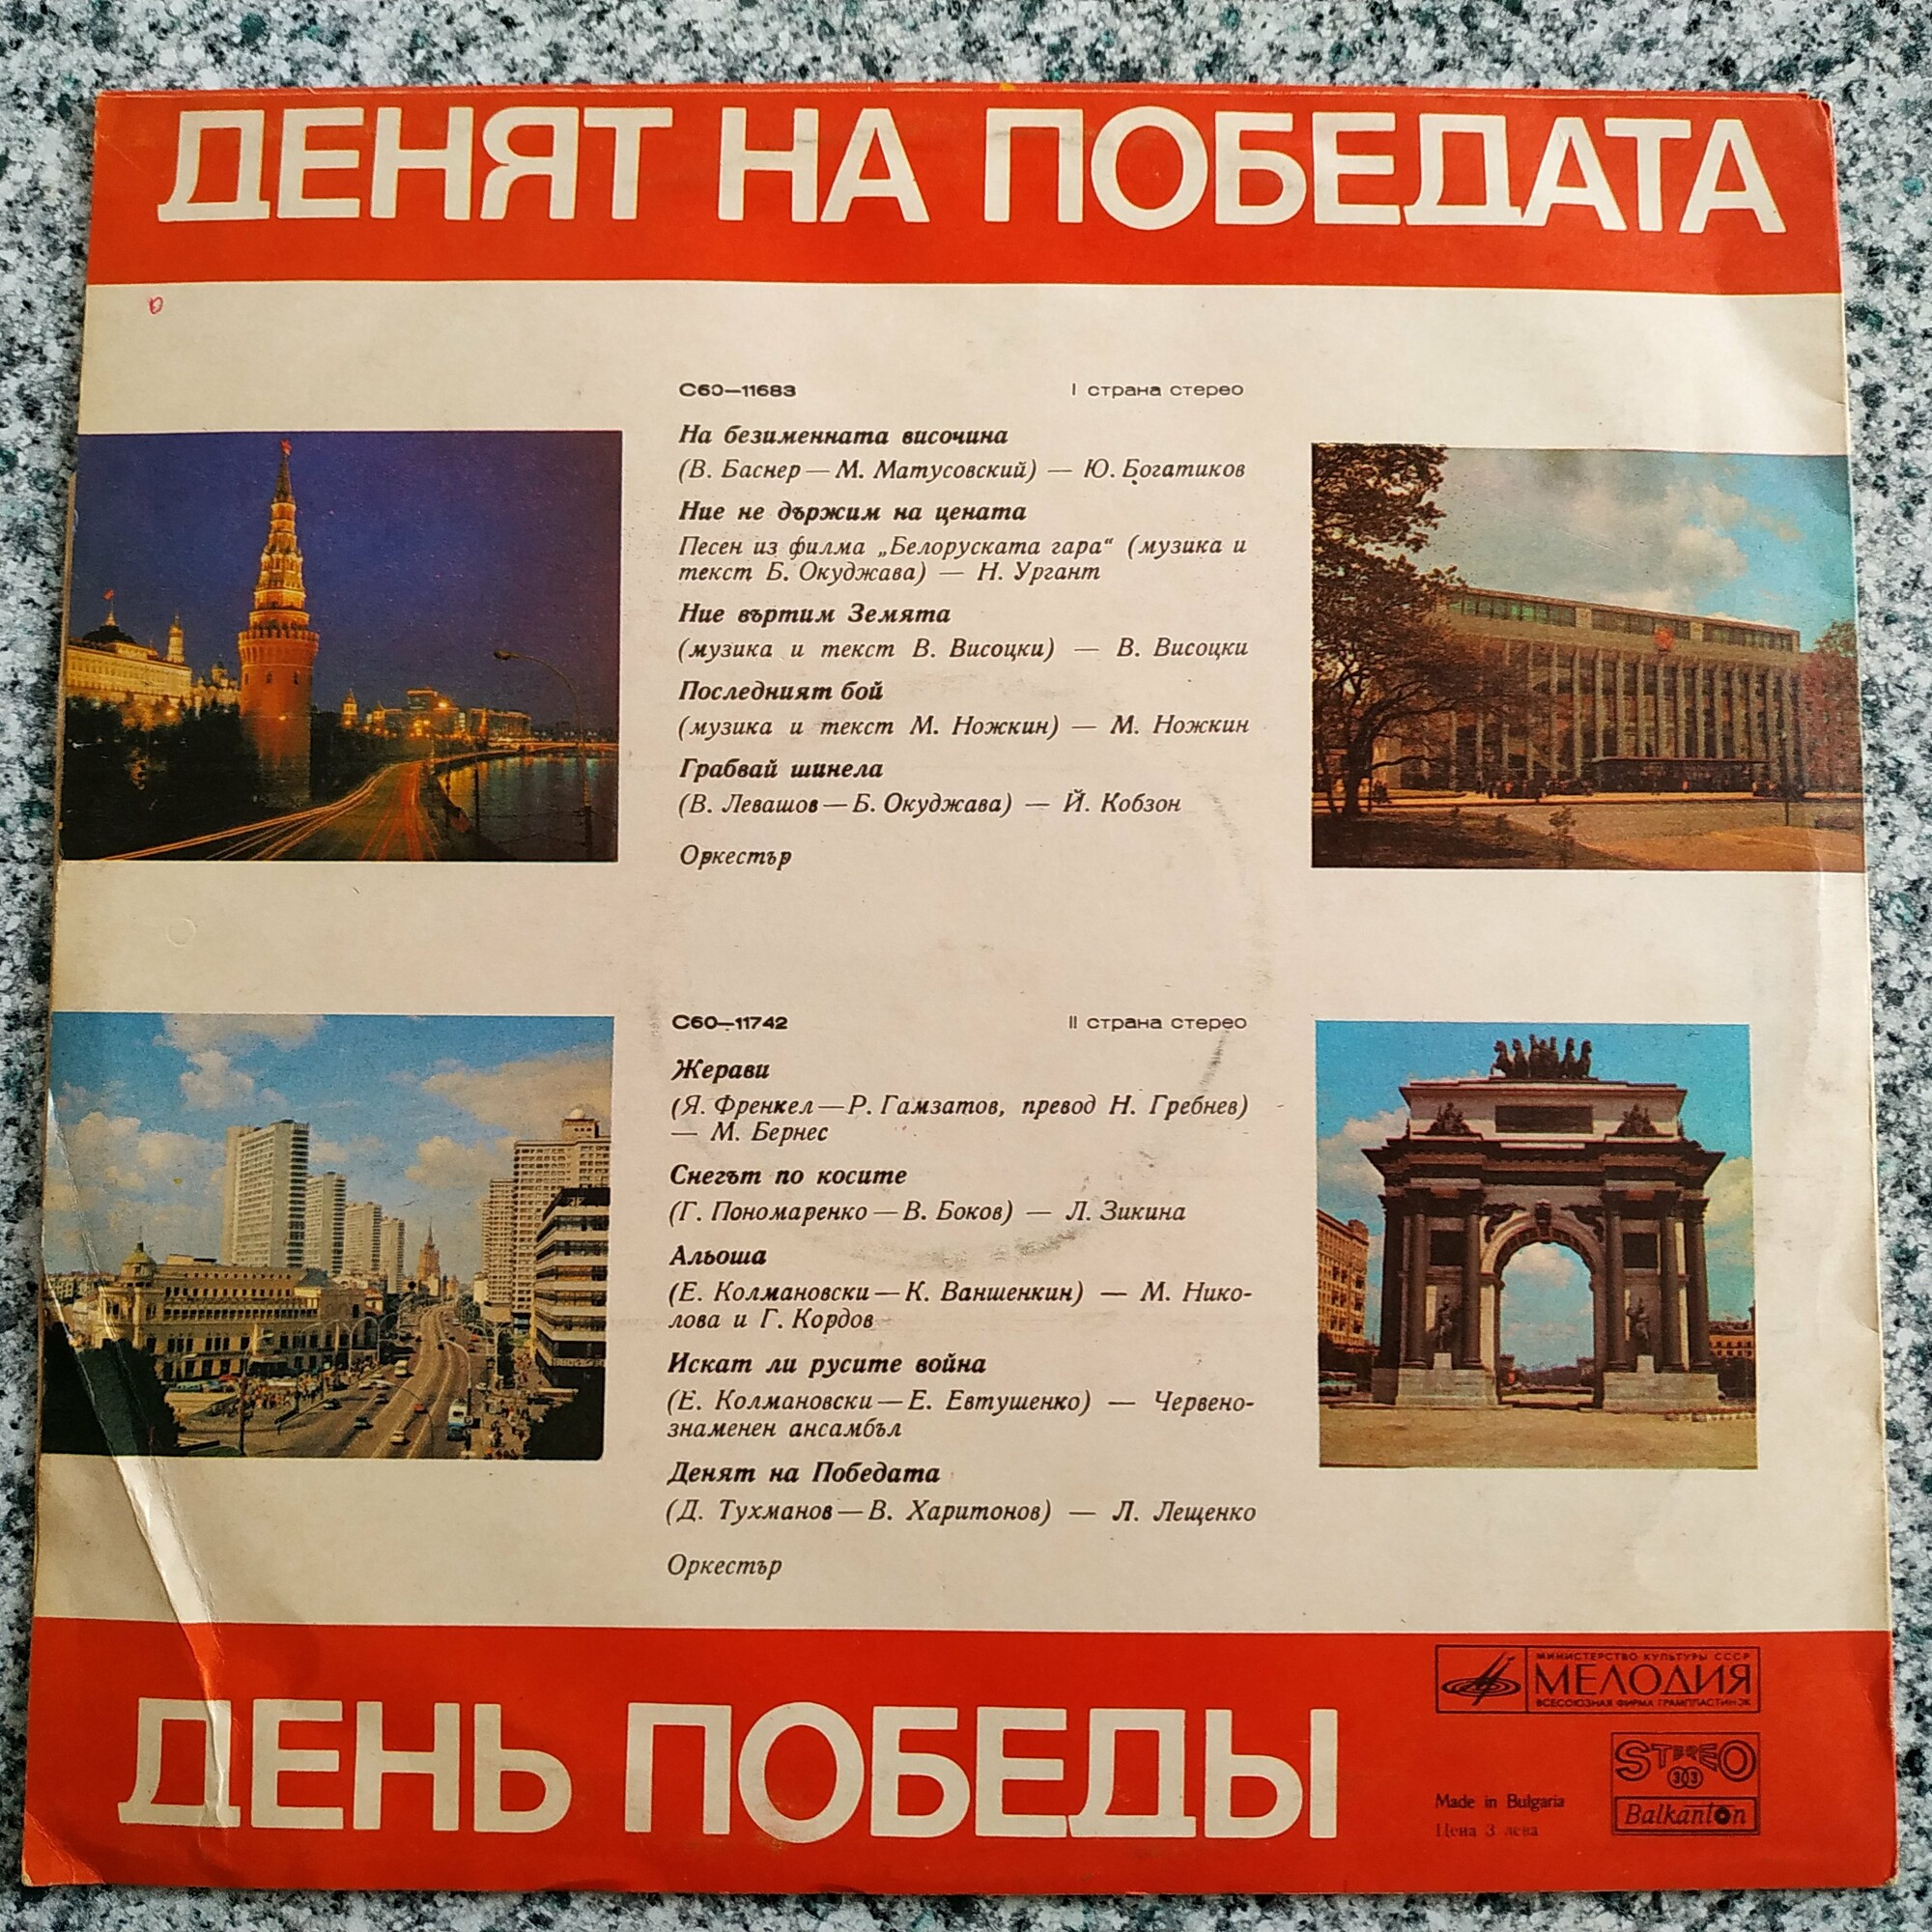 ДЕНЯТ НА ПОБЕДАТА
С60—11683 I страна стерео
На безименната височина
(В. Баснер — М. Матусовский) — Ю. Богатиков
Ние не държим на цената
Песен из филма „Белоруската гара“ (музика и
текст Б. Окуджава) — Н. Ургант
Ние въртим Земята
(музика и текст В. Висоцки) — В. Висоцки
Последният бой
(музика и текст М. Ножкин) — М. Ножкин
Грабвай шинела
(В. Левашов — Б. Окуджава) — Й. Кобзон
Оркестър
С60—11742 II страна стерео
Жерави
(Я. Френкел — Р. Гамзатов, превод Н. Гребнев)
— М. Бернес
Снегът по косите
(Г. Пономаренко — В. Боков) — Л. Зикина
Альоша
(Е. Колмановски — К. Ваншенкин) — М. Нико-
лова и Г. Кордов
Искат ли русите война
(Е. Колмановски — Е. Евтушенко) — Червено-
знаменен ансамбъл
Денят на Победата
(Д. Тухманов — В. Харитонов) — Л. Лещенко
Оркестър
ДЕНЬ ПОБЕДЫ
МИНИСТЕРСТВО КУЛЬТУРЫ СССР
МЕЛОДИЯ
ВСЕСОЮЗНАЯ ФИРМА ГРАМПЛАСТИНОК
STEREO
303
Balkanton
Made in Bulgaria
Цена 3 лева